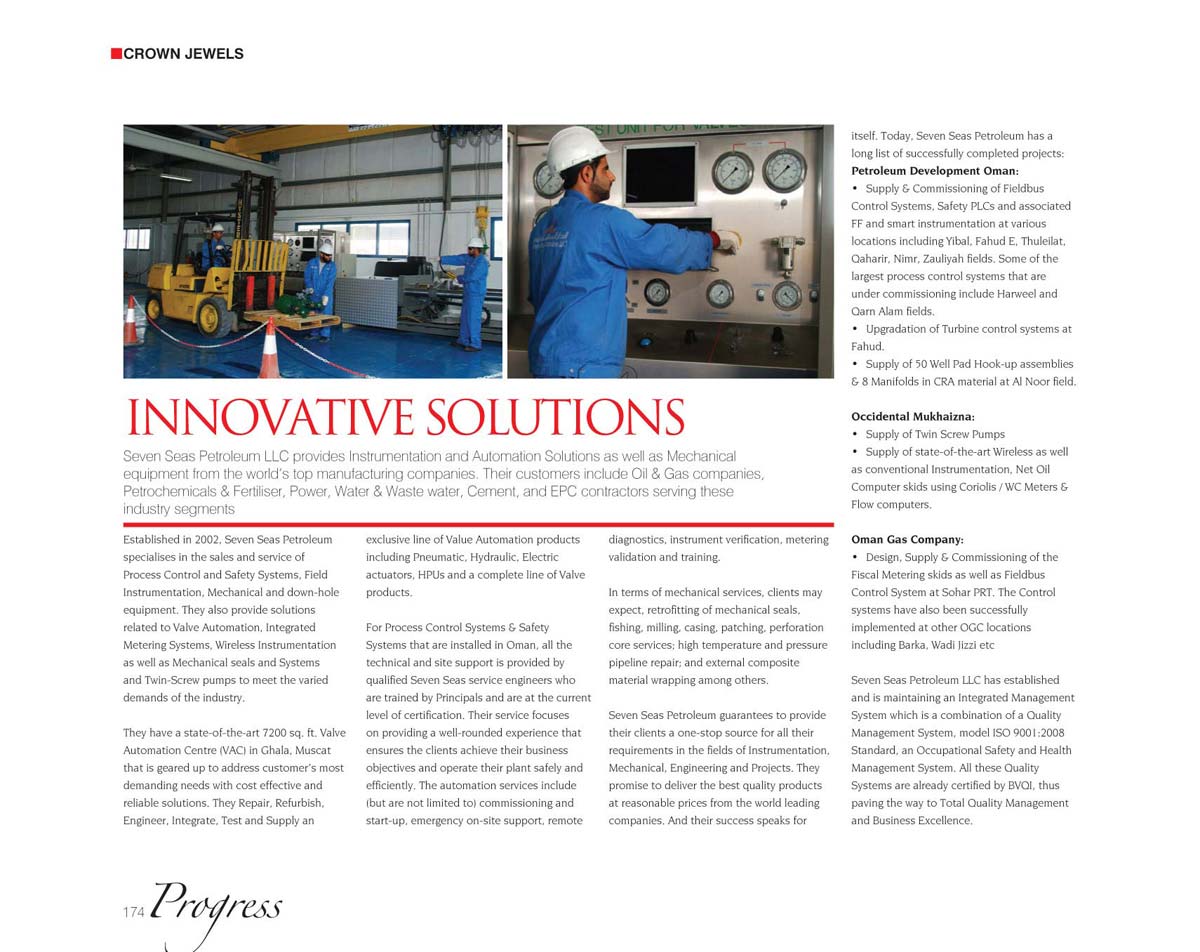 CROWN JEWELS
INNOVATIVE SOLUTIONS
Seven Seas Petroleum LLC provides Instrumentation and Automation Solutions as well as Mechanical
equipment from the world's top manufacturing companies. Their customers include Oil & Gas companies,
Petrochemicals & Fertiliser, Power, Water & Waste water, Cement, and EPC contractors serving these
industry segments
Established in 2002, Seven Seas Petroleum
specialises in the sales and service of
Process Control and Safety Systems, Field
Instrumentation, Mechanical and down-hole
equipment. They also provide solutions
related to Valve Automation, Integrated
Metering Systems, Wireless Instrumentation
as well as Mechanical seals and Systems
and Twin-Screw pumps to meet the varied
demands of the industry.
They have a state-of-the-art 7200 sq. ft. Valve
Automation Centre (VAC) in Ghala, Muscat
that is geared up to address customer's most
demanding needs with cost effective and
reliable solutions. They Repair, Refurbish,
Engineer, Integrate, Test and Supply an
exclusive line of Value Automation products
including Pneumatic, Hydraulic, Electric
actuators, HPUs and a complete line of Valve
products.
For Process Control Systems & Safety
Systems that are installed in Oman, all the
technical and site support is provided by
qualified Seven Seas service engineers who
are trained by Principals and are at the current
level of certification. Their service focuses
on providing a well-rounded experience that
ensures the clients achieve their business
objectives and operate their plant safely and
efficiently. The automation services include
(but are not limited to) commissioning and
start-up, emergency on-site support, remote
diagnostics, instrument verification, metering
validation and training.
In terms of mechanical services, clients may
expect, retrofitting of mechanical seals,
fishing, milling, casing, patching, perforation
core services; high temperature and pressure
pipeline repair; and external composite
material wrapping among others.
Seven Seas Petroleum guarantees to provide
their clients a one-stop source for all their
requirements in the fields of Instrumentation,
Mechanical, Engineering and Projects. They
promise to deliver the best quality products
at reasonable prices from the world leading
companies. And their success speaks for
itself. Today, Seven Seas Petroleum has a
long list of successfully completed projects:
Petroleum Development Oman:
• Supply & Commissioning of Fieldbus
Control Systems, Safety PLCs and associated
FF and smart instrumentation at various
locations including Yibal, Fahud E, Thuleilat,
Qaharir, Nimr, Zauliyah fields. Some of the
largest process control systems that are
under commissioning include Harweel and
Qarn Alam fields.
• Upgradation of Turbine control systems at
Fahud.
• Supply of 50 Well Pad Hook-up assemblies
& 8 Manifolds in CRA material at Al Noor field.
Occidental Mukhaizna:
• Supply of Twin Screw Pumps
• Supply of state-of-the-art Wireless as well
as conventional Instrumentation, Net Oil
Computer skids using Coriolis / WC Meters &
Flow computers.
Oman Gas Company:
• Design, Supply & Commissioning of the
Fiscal Metering skids as well as Fieldbus
Control System at Sohar PRT. The Control
systems have also been successfully
implemented at other OGC locations
including Barka, Wadi Jizzi etc
Seven Seas Petroleum LLC has established
and is maintaining an Integrated Management
System which is a combination of a Quality
Management System, model ISO 9001:2008
Standard, an Occupational Safety and Health
Management System. All these Quality
Systems are already certified by BVQI, thus
paving the way to Total Quality Management
and Business Excellence.
174 Progress